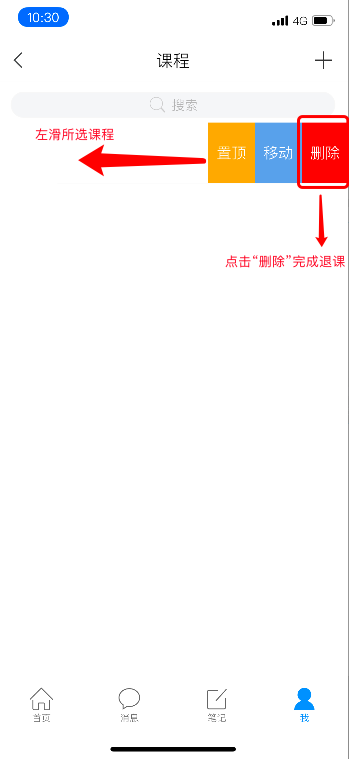 10:30
4G
课程
搜索
左滑所选课程
置顶 移动 删除
点击“删除”完成退课
首页 消息 笔记 我